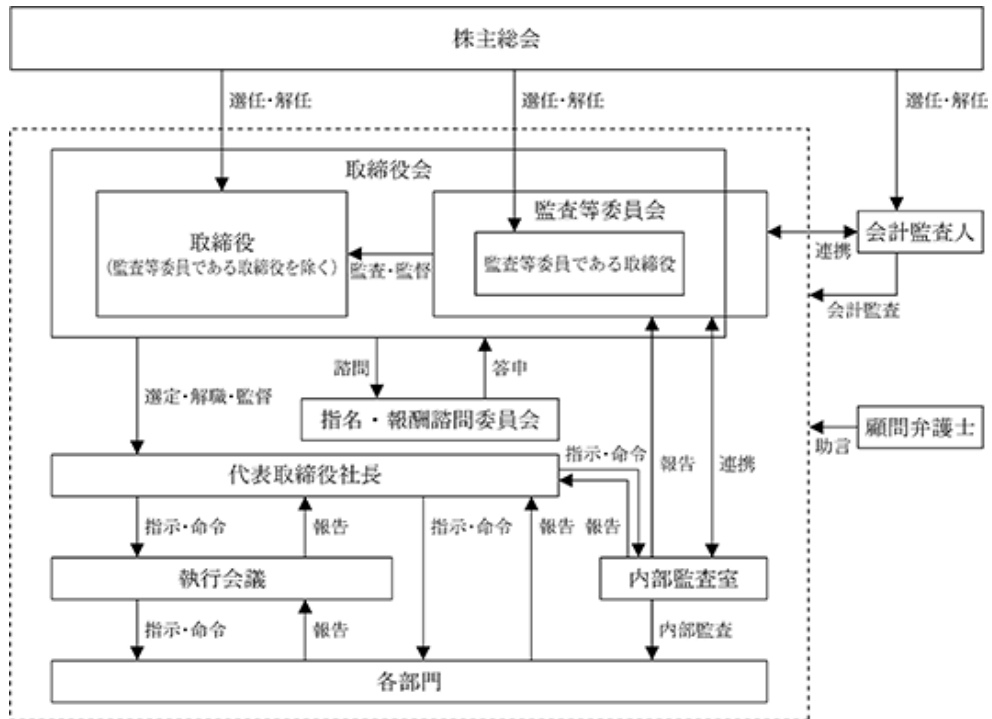 株主総会
選任・解任
選任・解任
選任・解任
取締役会
監査等委員会
取締役
(監査等委員である取締役を除く)
監査・監督
監査等委員である取締役
連携
会計監査人
会計監査
諮問
答申
選定・解職・監督
指名・報酬諮問委員会
顧問弁護士
助言
代表取締役社長
指示・命令
報告
連携
指示・命令
報告
指示・命令
報告
報告
執行会議
内部監査室
指示・命令
報告
内部監査
各部門